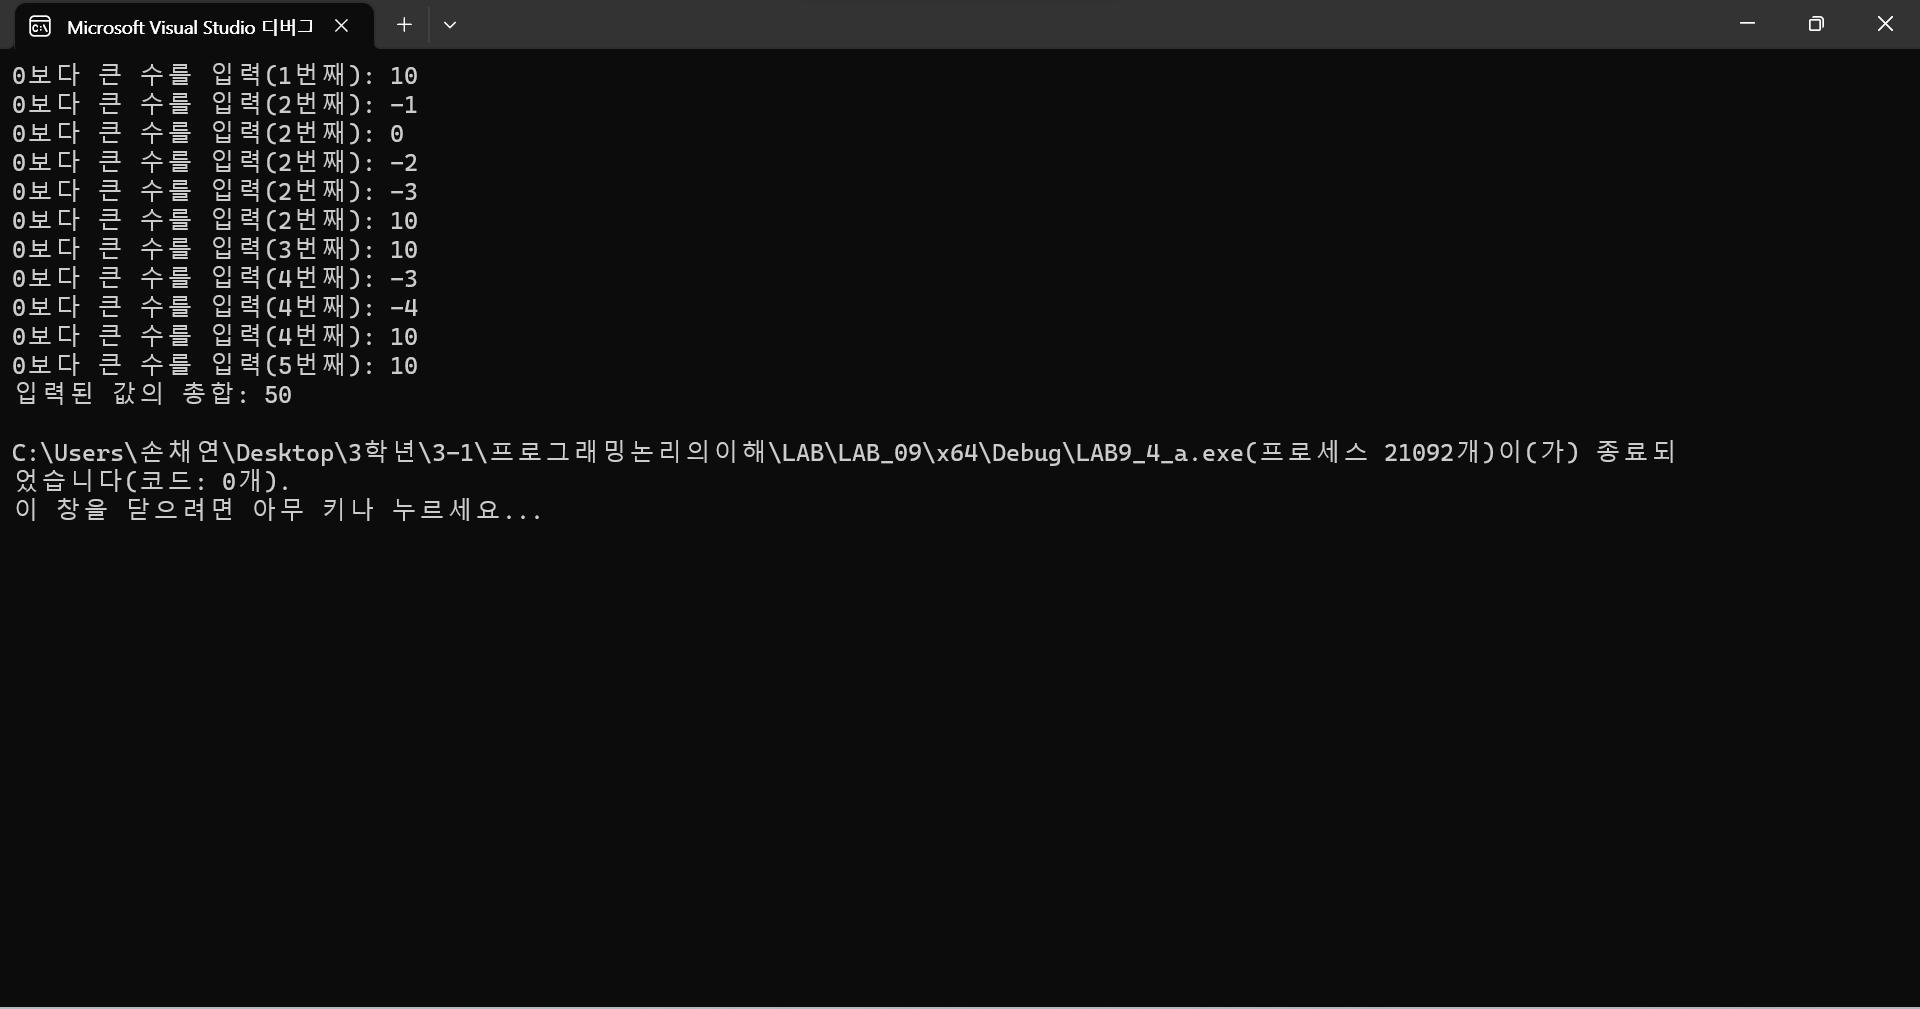 Microsoft Visual Studio 디버그
0보다 큰 수를 입력(1번째): 10
0보다 큰 수를 입력(2번째): -1
0보다 큰 수를 입력(2번째): 0
0보다 큰 수를 입력(2번째): -2
0보다 큰 수를 입력(2번째): -3
0보다 큰 수를 입력(2번째): 10
0보다 큰 수를 입력(3번째): 10
0보다 큰 수를 입력(4번째): -3
0보다 큰 수를 입력(4번째): -4
0보다 큰 수를 입력(4번째): 10
0보다 큰 수를 입력(5번째): 10
입력된 값의 총합: 50
C:\Users\손채연\Desktop\3학년\3-1\프로그래밍논리의이해\LAB\LAB_09\x64\Debug\LAB9_4_a.exe(프로세스 21092개)이(가) 종료되
었습니다(코드: 0개).
이 창을 닫으려면 아무 키나 누르세요...